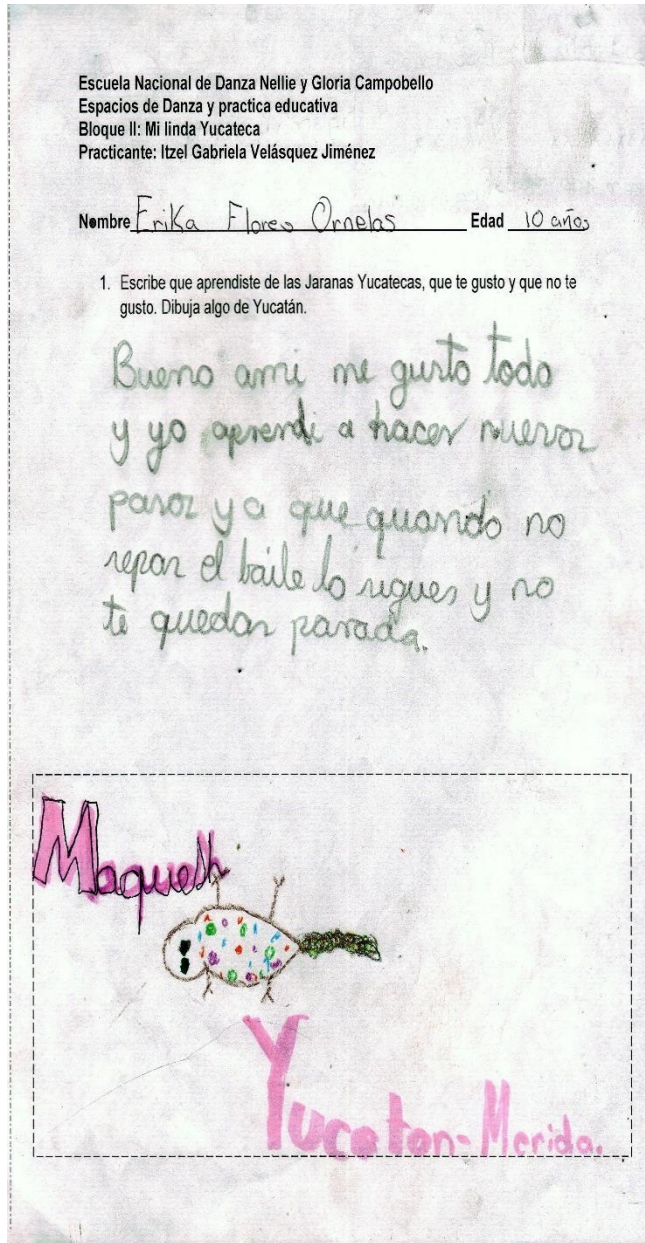 Escuela Nacional de Danza Nellie y Gloria Campobello
Espacios de Danza y practica educativa
Bloque II: Mi linda Yucateca
Practicante: Itzel Gabriela Velásquez Jiménez
Nombre Erika Flores Ornelas Edad 10 años
1. Escribe que aprendiste de las Jaranas Yucatecas, que te gusto y que no te
gusto. Dibuja algo de Yucatán.
Bueno ami me gusto todo
y yo aprendi a hacer nuevos
pasos y a que quando no
sepas el baile lo sigues y no
te quedas parada.
Maquesh
Yucatan-Merida.